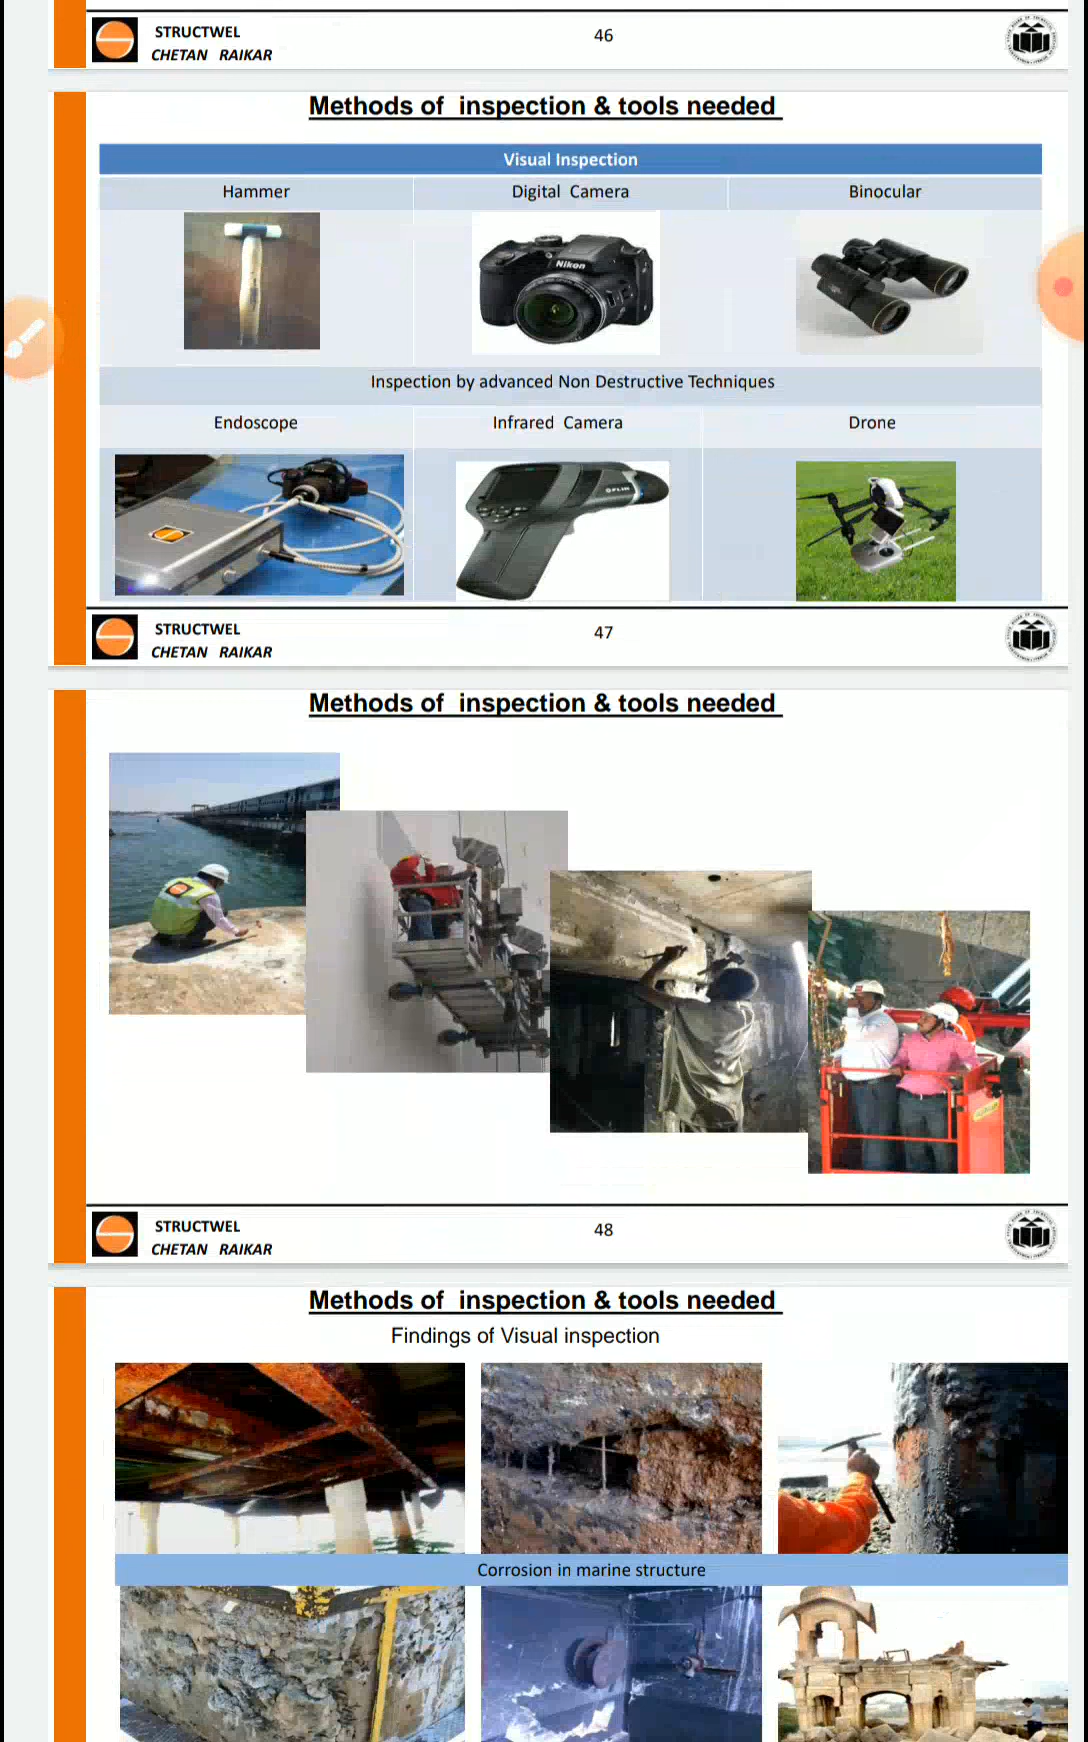 STRUCTWEL
46
CHETAN RAIKAR
Methods of inspection & tools needed
Visual Inspection
Hammer
Digital Camera
Binocular
Nikon
Inspection by advanced Non Destructive Techniques
Endoscope
Infrared Camera
Drone
FLIR
STRUCTWEL
47
CHETAN RAIKAR
Methods of inspection & tools needed
STRUCTWEL
48
CHETAN RAIKAR
Methods of inspection & tools needed
Findings of Visual inspection
Corrosion in marine structure